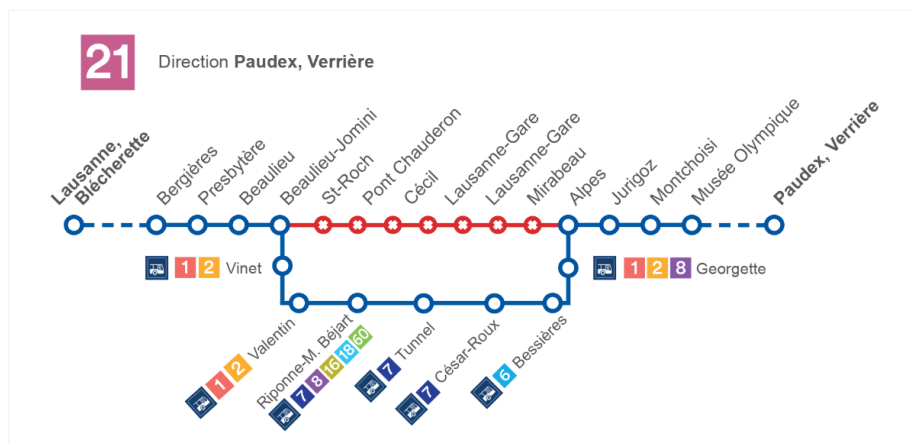 21
Direction Paudex, Verrière
Lausanne,
Blécherette
Bergières
Presbytère
Beaulieu
Beaulieu-Jomini
St-Roch
Pont Chauderon
Cécil
Lausanne-Gare
Lausanne-Gare
Mirabeau
Alpes
Jurigoz
Montchoisi
Musée Olympique
Paudex, Verrière
1 2 Vinet
1 2 8 Georgette
1 2 Valentin
Riponne-M. Béjart
7 8 16 18 60
7 Tunnel
7 César-Roux
6 Bessières